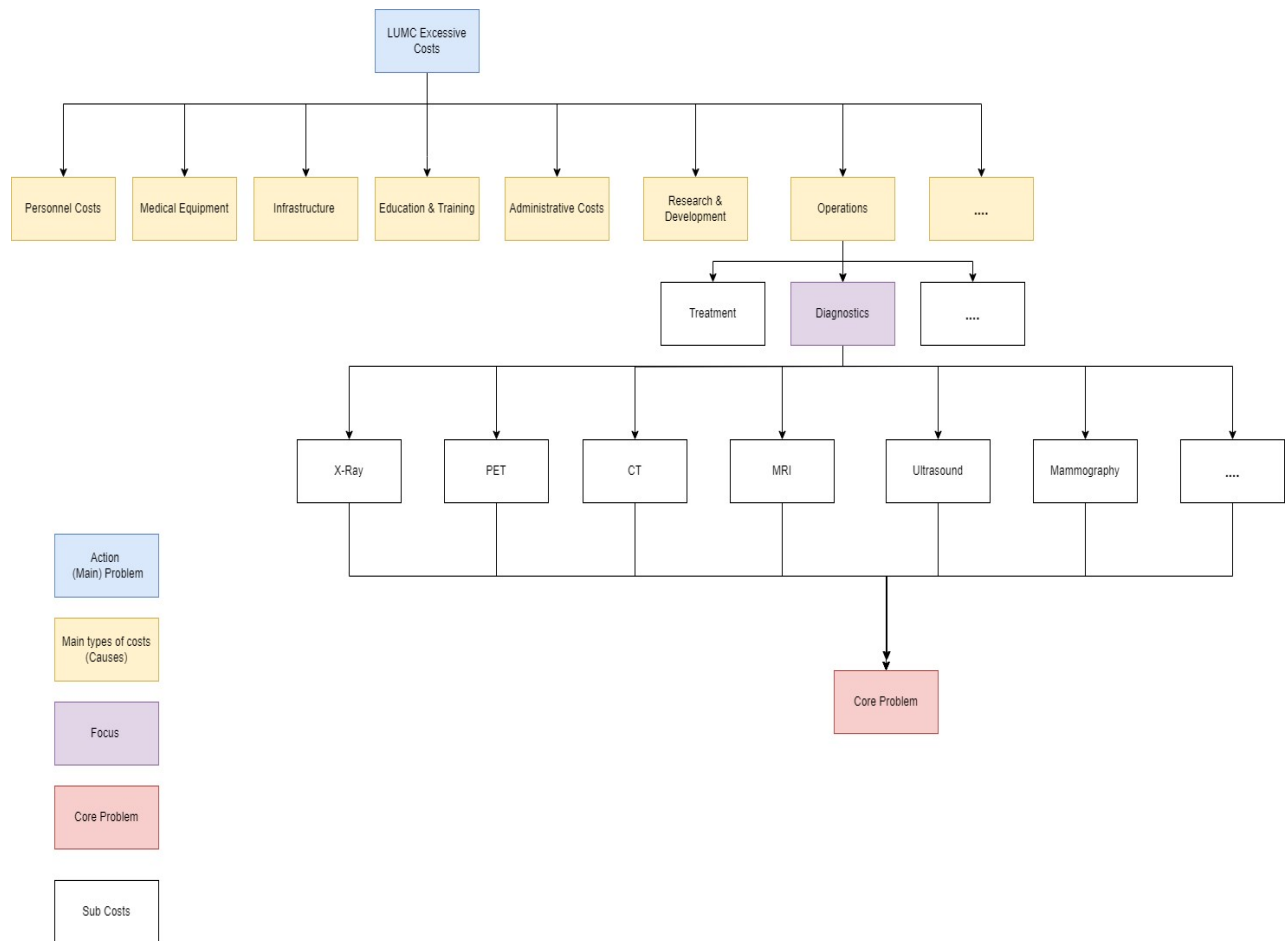 LUMC Excessive
Costs
Personnel Costs
Medical Equipment
Infrastructure
Education & Training
Administrative Costs
Research &
Development
Operations
....
Treatment
Diagnostics
....
X-Ray
PET
CT
MRI
Ultrasound
Mammography
....
Core Problem
Action
(Main) Problem
Main types of costs
(Causes)
Focus
Core Problem
Sub Costs